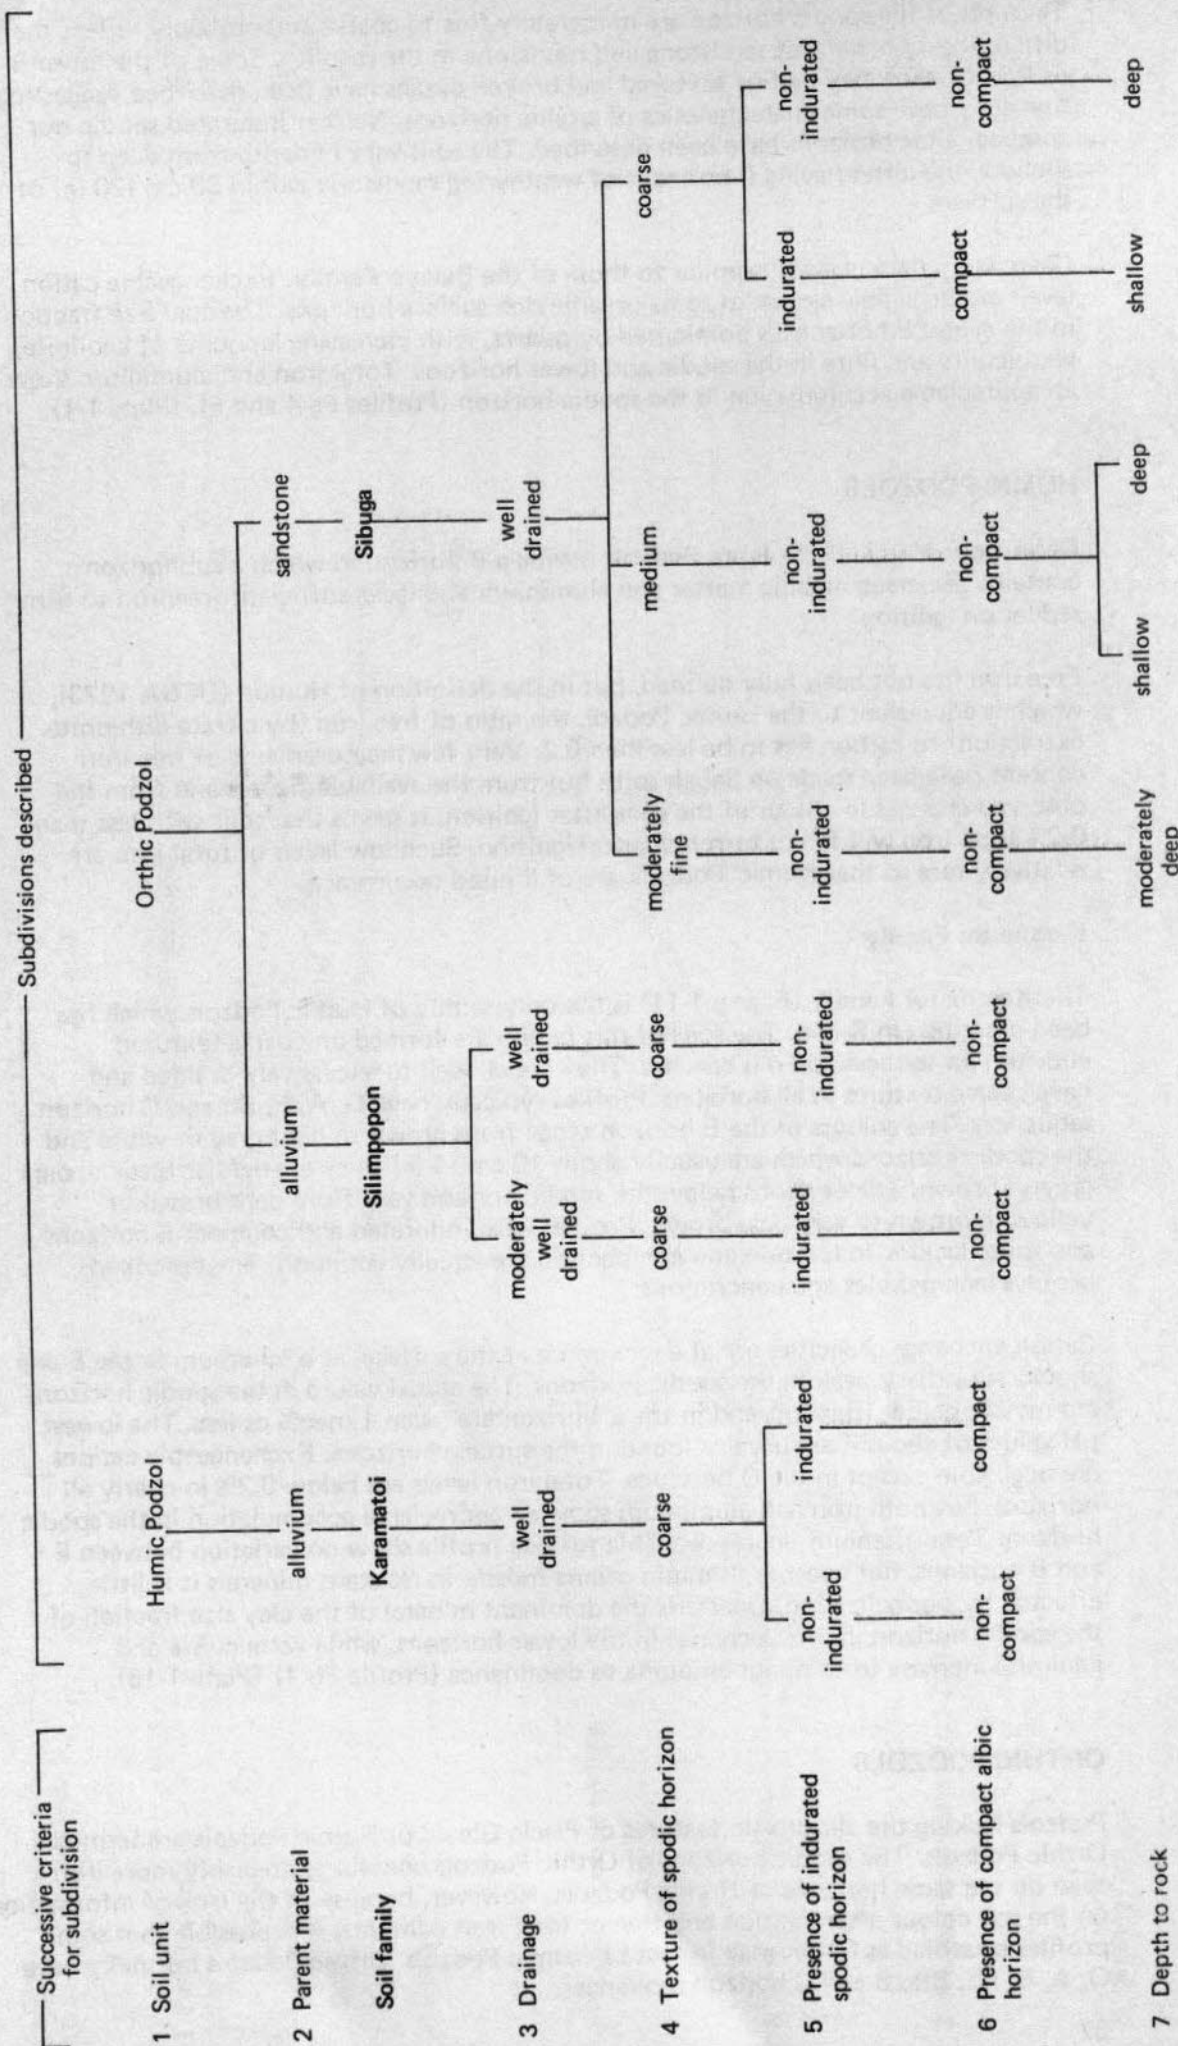 Successive criteria
for subdivision
Subdivisions described
1 Soil unit
Humic Podzol
Orthic Podzol
2 Parent material
alluvium
alluvium
sandstone
Soil family
Karamatoi
Silimpopon
Sibuga
3 Drainage
well
drained
moderately
well
drained
well
drained
well
drained
4 Texture of spodic horizon
coarse
coarse
coarse
moderately
fine
medium
coarse
5 Presence of indurated
spodic horizon
non-
indurated
indurated
indurated
non-
indurated
non-
indurated
non-
indurated
indurated
non-
indurated
6 Presence of compact albic
horizon
non-
compact
compact
non-
compact
non-
compact
non-
compact
non-
compact
compact
non-
compact
7 Depth to rock
moderately
deep
shallow
deep
shallow
deep